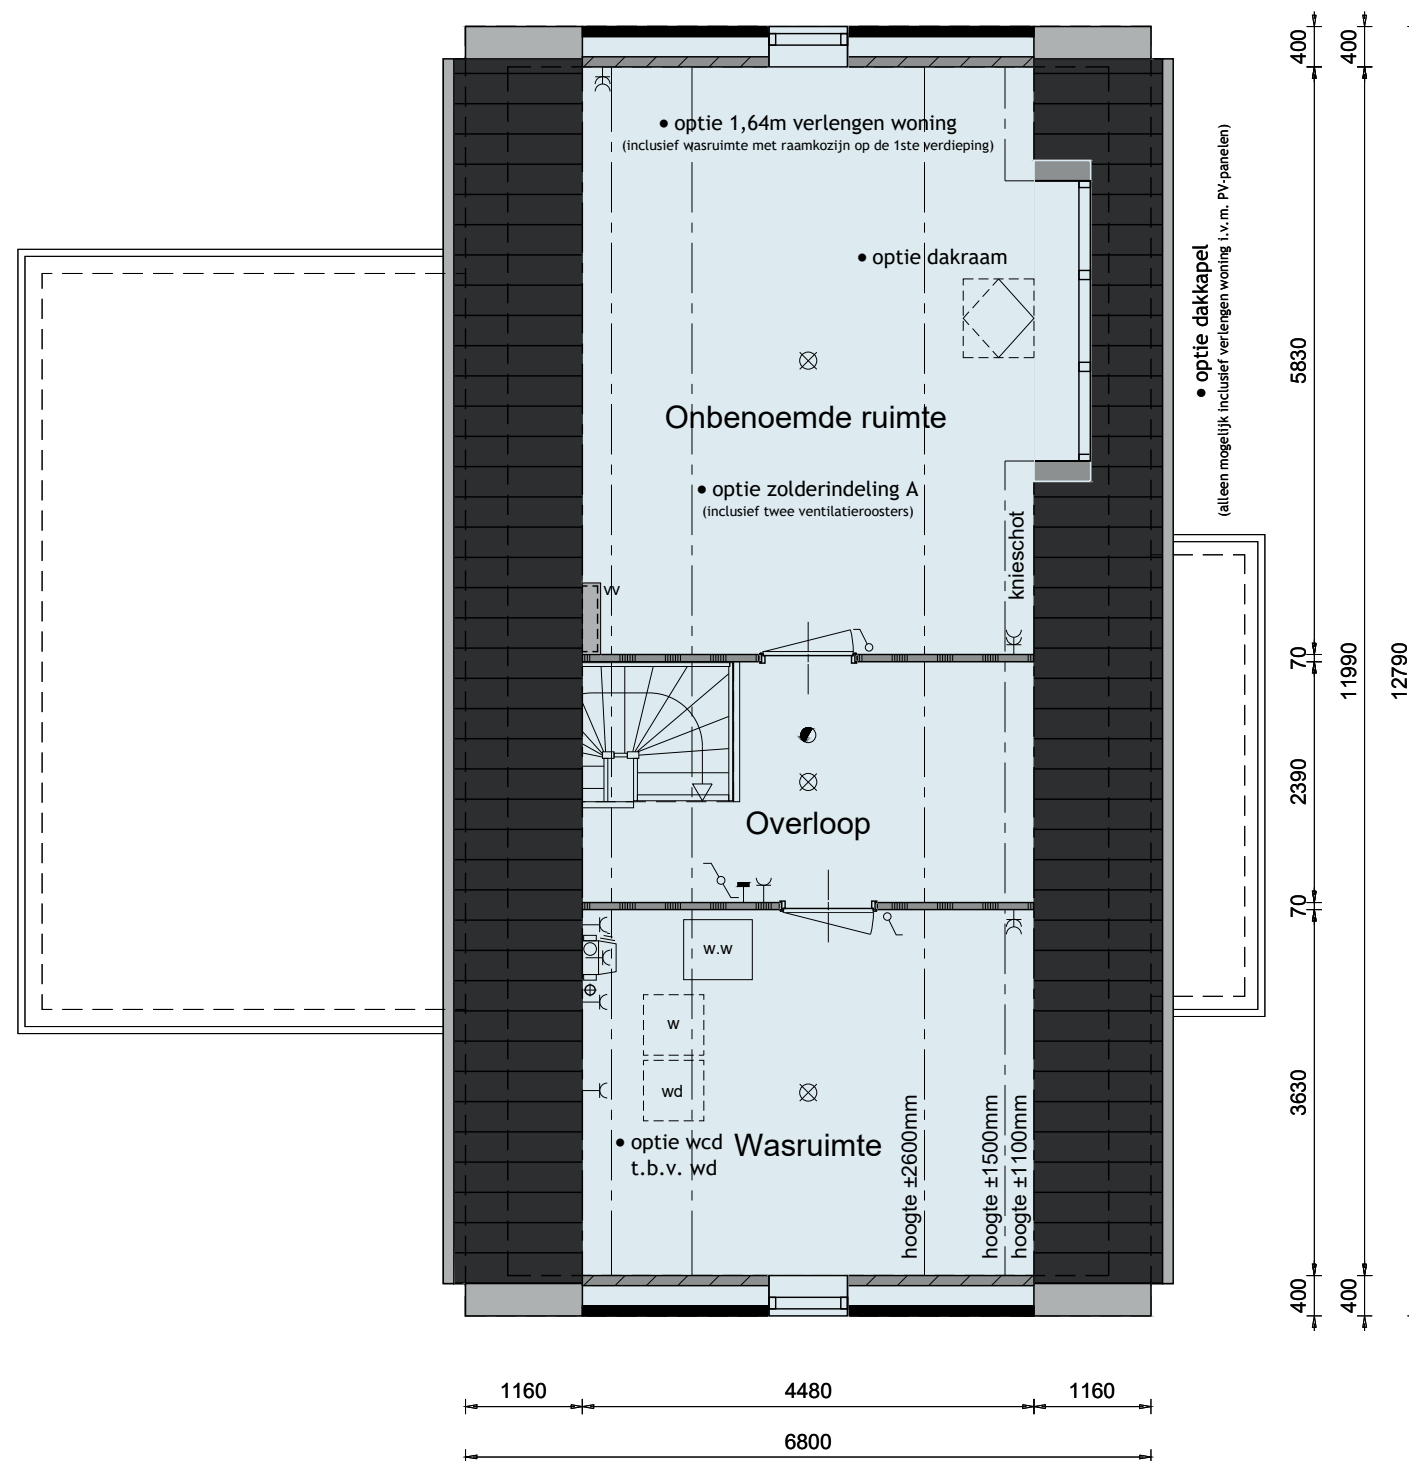 400
400
• optie 1,64m verlengen woning
(inclusief wasruimte met raamkozijn op de 1ste verdieping)
• optie dakkapel
(alleen mogelijk inclusief verlengen woning i.v.m. PV-panelen)
• optie dakraam
5830
Onbenoemde ruimte
• optie zolderindeling A
(inclusief twee ventilatieroosters)
knieschot
vv
70
11990
12790
2390
Overloop
70
w.w
w
wd
3630
• optie wcd
t.b.v. wd
Wasruimte
hoogte ±2600mm
hoogte ±1500mm
hoogte ±1100mm
400
400
1160
4480
1160
6800